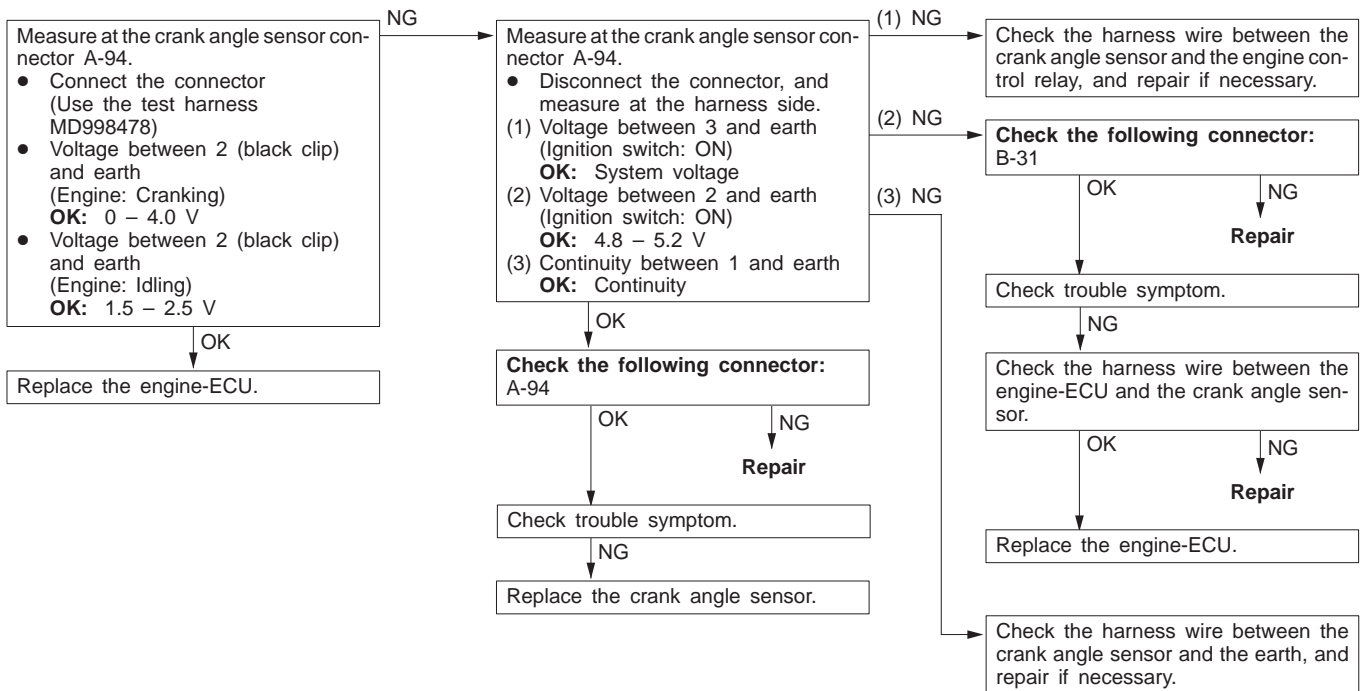 Measure at the crank angle sensor con-
nector A-94.
● Connect the connector
(Use the test harness
MD998478)
● Voltage between 2 (black clip)
and earth
(Engine: Cranking)
OK: 0 – 4.0 V
● Voltage between 2 (black clip)
and earth
(Engine: Idling)
OK: 1.5 – 2.5 V
OK
Replace the engine-ECU.
NG
Measure at the crank angle sensor con-
nector A-94.
● Disconnect the connector, and
measure at the harness side.
(1) Voltage between 3 and earth
(Ignition switch: ON)
OK: System voltage
(2) Voltage between 2 and earth
(Ignition switch: ON)
OK: 4.8 – 5.2 V
(3) Continuity between 1 and earth
OK: Continuity
OK
Check the following connector:
A-94
OK
NG
Repair
Check trouble symptom.
NG
Replace the crank angle sensor.
(1) NG
Check the harness wire between the
crank angle sensor and the engine con-
trol relay, and repair if necessary.
(2) NG
Check the following connector:
B-31
OK
NG
Repair
Check trouble symptom.
NG
Check the harness wire between the
engine-ECU and the crank angle sen-
sor.
OK
NG
Repair
Replace the engine-ECU.
(3) NG
Check the harness wire between the
crank angle sensor and the earth, and
repair if necessary.